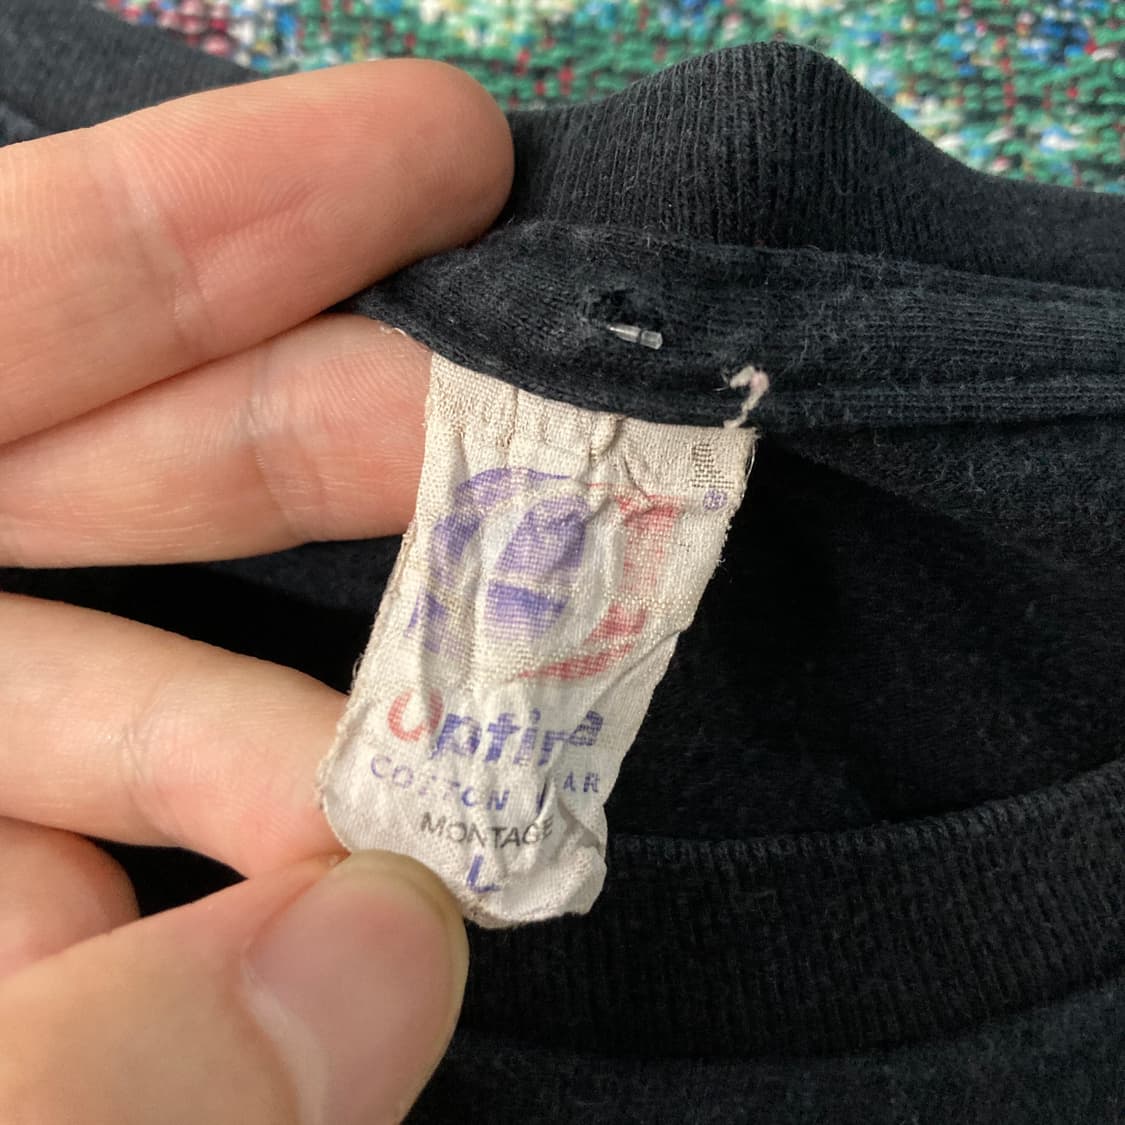 ®
Optima
COTTON WEAR
MONTAGE
L